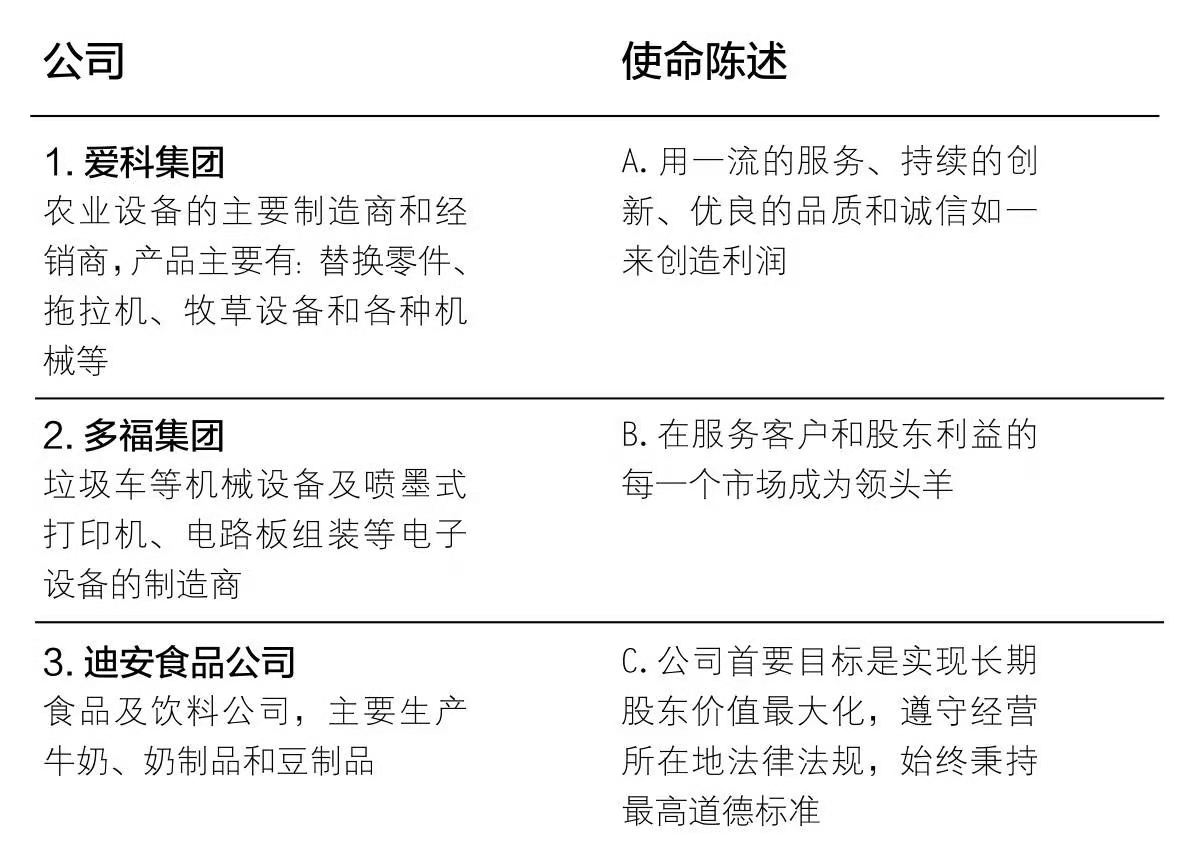 公司
使命陈述
1. 爱科集团
农业设备的主要制造商和经
销商,产品主要有: 替换零件、
拖拉机、牧草设备和各种机
械等
A. 用一流的服务、持续的创
新、优良的品质和诚信如一
来创造利润
2. 多福集团
垃圾车等机械设备及喷墨式
打印机、电路板组装等电子
设备的制造商
B. 在服务客户和股东利益的
每一个市场成为领头羊
3. 迪安食品公司
食品及饮料公司，主要生产
牛奶、奶制品和豆制品
C. 公司首要目标是实现长期
股东价值最大化，遵守经营
所在地法律法规，始终秉持
最高道德标准